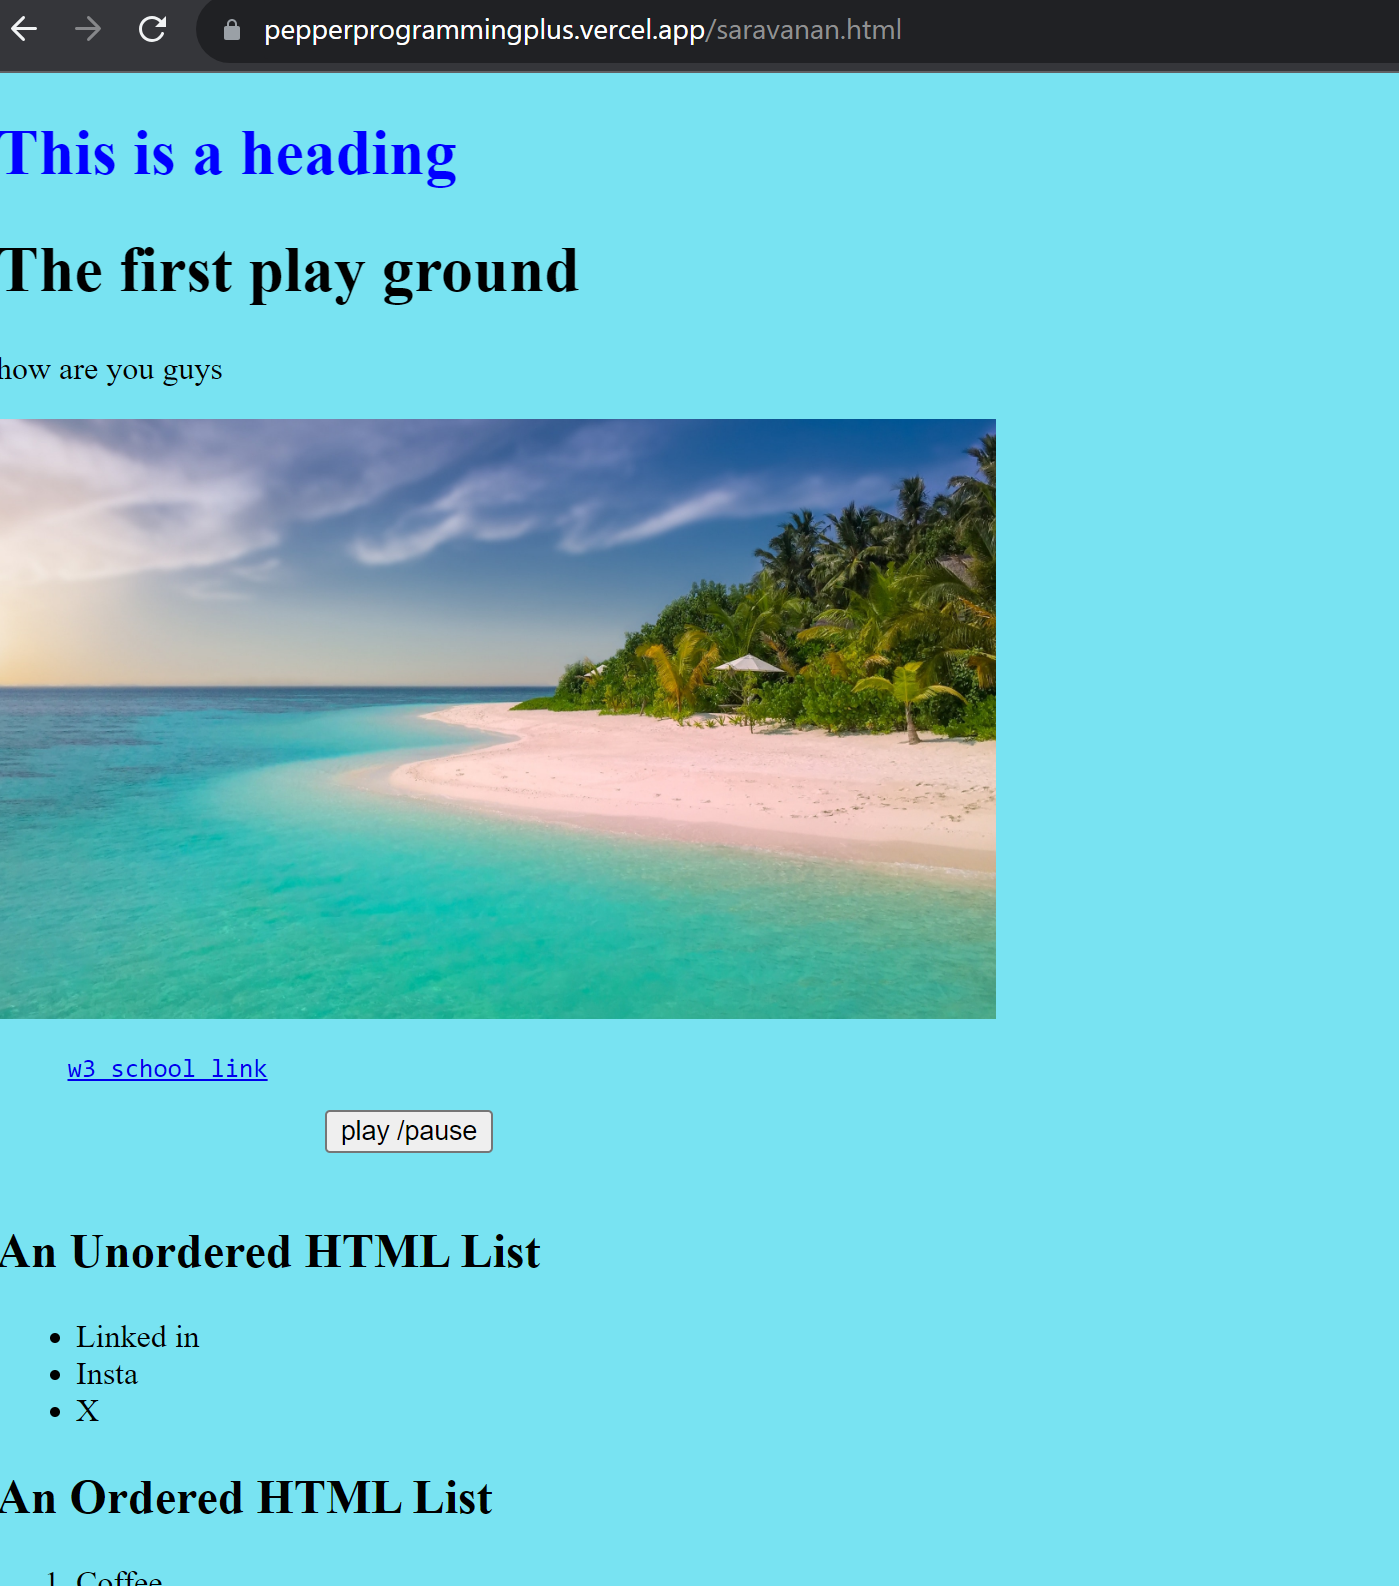 pepperprogrammingplus.vercel.app/saravanan.html
This is a heading
The first play ground
how are you guys
w3 school link
play /pause
An Unordered HTML List
• Linked in
• Insta
• X
An Ordered HTML List
1. Coffee